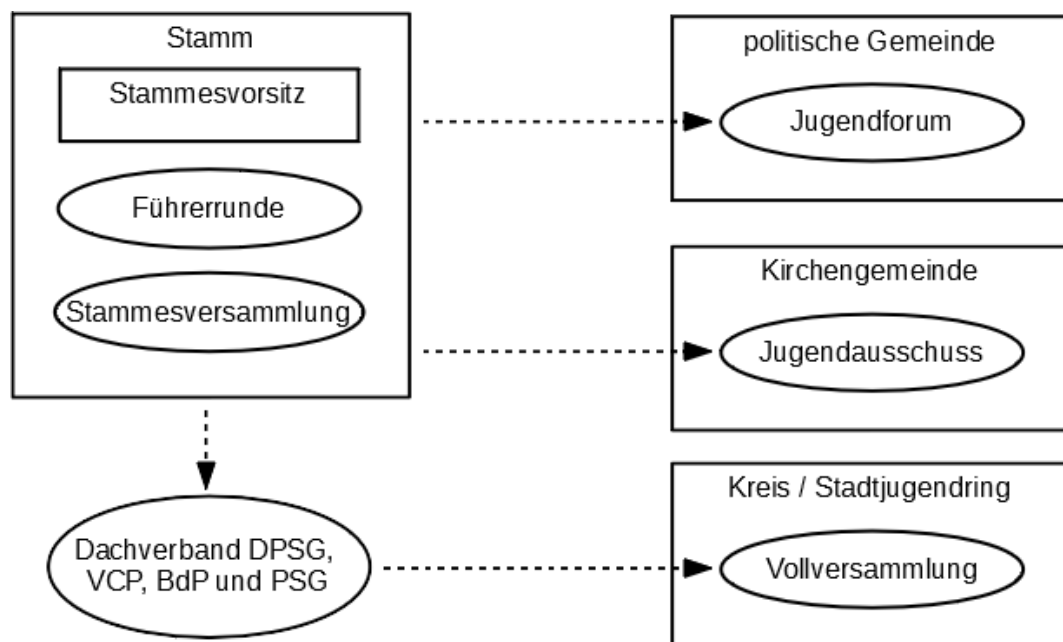 Stamm
Stammesvorsitz
Führerrunde
Stammesversammlung
Dachverband DPSG,
VCP, BdP und PSG
politische Gemeinde
Jugendforum
Kirchengemeinde
Jugendausschuss
Kreis / Stadtjugendring
Vollversammlung